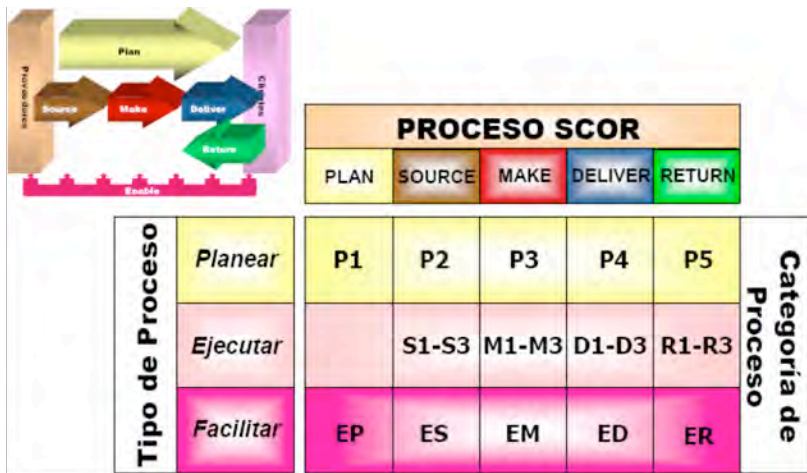 Plan
Proveedores
Source
Make
Deliver
Clientes
Return
Enable
PROCESO SCOR
PLAN SOURCE MAKE DELIVER RETURN
Tipo de Proceso
Planear P1 P2 P3 P4 P5
Ejecutar S1-S3 M1-M3 D1-D3 R1-R3
Facilitar EP ES EM ED ER
Categoría de
Proceso